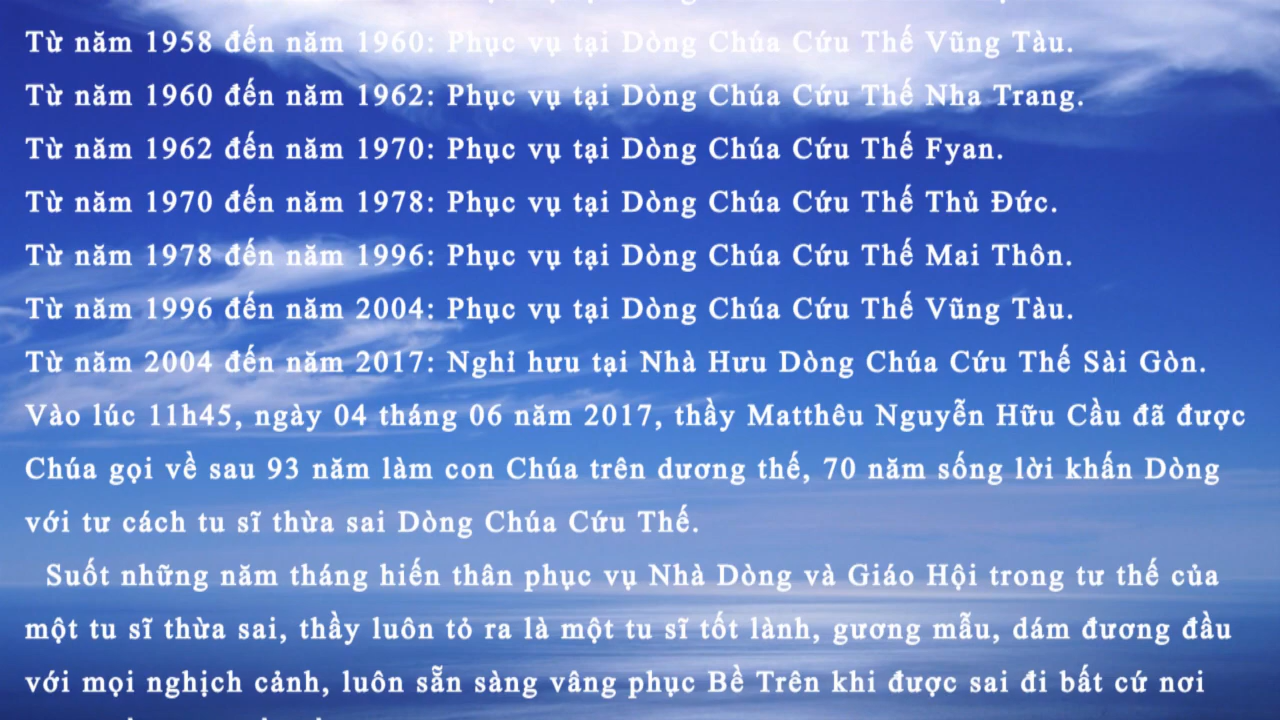 Từ năm 1958 đến năm 1960: Phục vụ tại Dòng Chúa Cứu Thế Vũng Tàu.
Từ năm 1960 đến năm 1962: Phục vụ tại Dòng Chúa Cứu Thế Nha Trang.
Từ năm 1962 đến năm 1970: Phục vụ tại Dòng Chúa Cứu Thế Fyan.
Từ năm 1970 đến năm 1978: Phục vụ tại Dòng Chúa Cứu Thế Thủ Đức.
Từ năm 1978 đến năm 1996: Phục vụ tại Dòng Chúa Cứu Thế Mai Thôn.
Từ năm 1996 đến năm 2004: Phục vụ tại Dòng Chúa Cứu Thế Vũng Tàu.
Từ năm 2004 đến năm 2017: Nghỉ hưu tại Nhà Hưu Dòng Chúa Cứu Thế Sài Gòn.
Vào lúc 11h45, ngày 04 tháng 06 năm 2017, thầy Matthêu Nguyễn Hữu Cầu đã được
Chúa gọi về sau 93 năm làm con Chúa trên dương thế, 70 năm sống lời khấn Dòng
với tư cách tu sĩ thừa sai Dòng Chúa Cứu Thế.
Suốt những năm tháng hiến thân phục vụ Nhà Dòng và Giáo Hội trong tư thế của
một tu sĩ thừa sai, thầy luôn tỏ ra là một tu sĩ tốt lành, gương mẫu, dám đương đầu
với mọi nghịch cảnh, luôn sẵn sàng vâng phục Bề Trên khi được sai đi bất cứ nơi